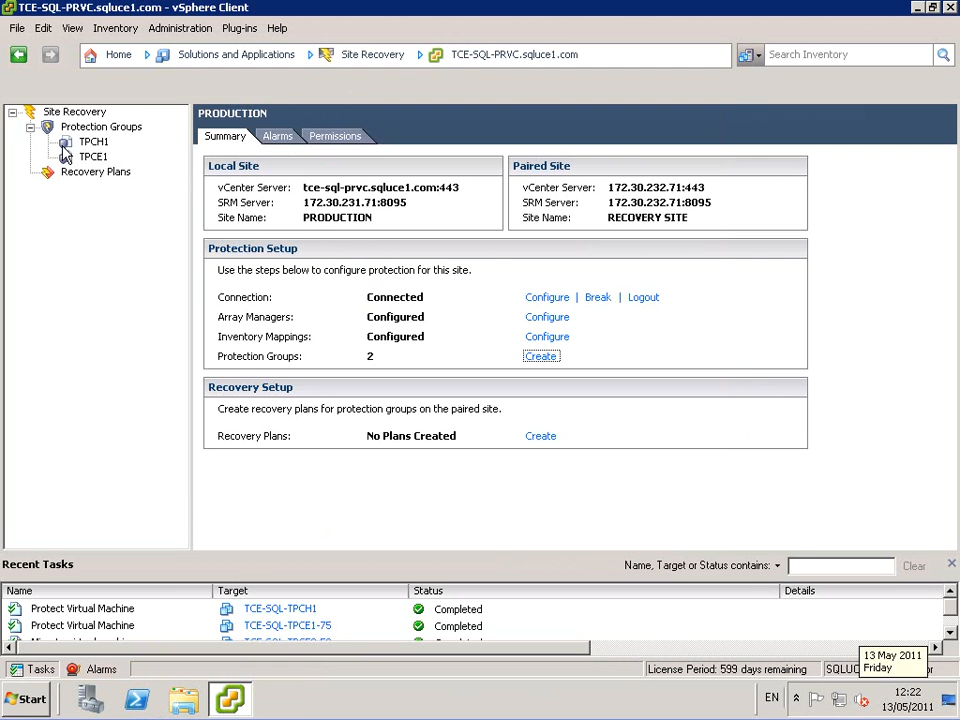 TCE-SQL-PRVC.sqluce1.com - vSphere Client
File Edit View Inventory Administration Plug-ins Help
Home Solutions and Applications Site Recovery TCE-SQL-PRVC.sqluce1.com Search Inventory
Site Recovery
Protection Groups
TPCH1
TPCE1
Recovery Plans
PRODUCTION
Summary Alarms Permissions
Local Site
vCenter Server: tce-sql-prvc.sqluce1.com:443
SRM Server: 172.30.231.71:8095
Site Name: PRODUCTION
Paired Site
vCenter Server: 172.30.232.71:443
SRM Server: 172.30.232.71:8095
Site Name: RECOVERY SITE
Protection Setup
Use the steps below to configure protection for this site.
Connection: Connected Configure | Break | Logout
Array Managers: Configured Configure
Inventory Mappings: Configured Configure
Protection Groups: 2 Create
Recovery Setup
Create recovery plans for protection groups on the paired site.
Recovery Plans: No Plans Created Create
Recent Tasks Name, Target or Status contains: Clear
Name Target Status Details
Protect Virtual Machine TCE-SQL-TPCH1 Completed
Protect Virtual Machine TCE-SQL-TPCE1-75 Completed
13 May 2011
Friday
Tasks Alarms License Period: 599 days remaining
Start EN 12:22
13/05/2011